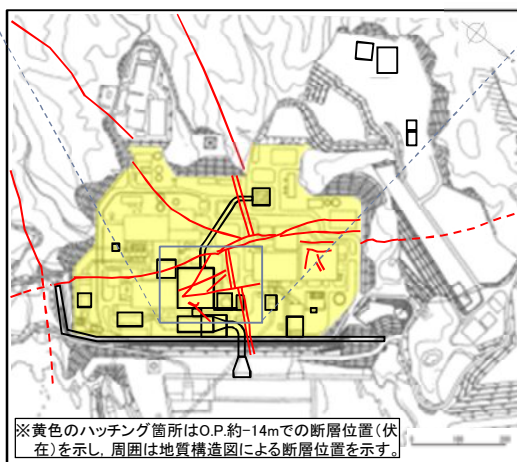 ※黄色のハッチング箇所はO.P.約-14mでの断層位置(伏
在)を示し，周囲は地質構造図による断層位置を示す。